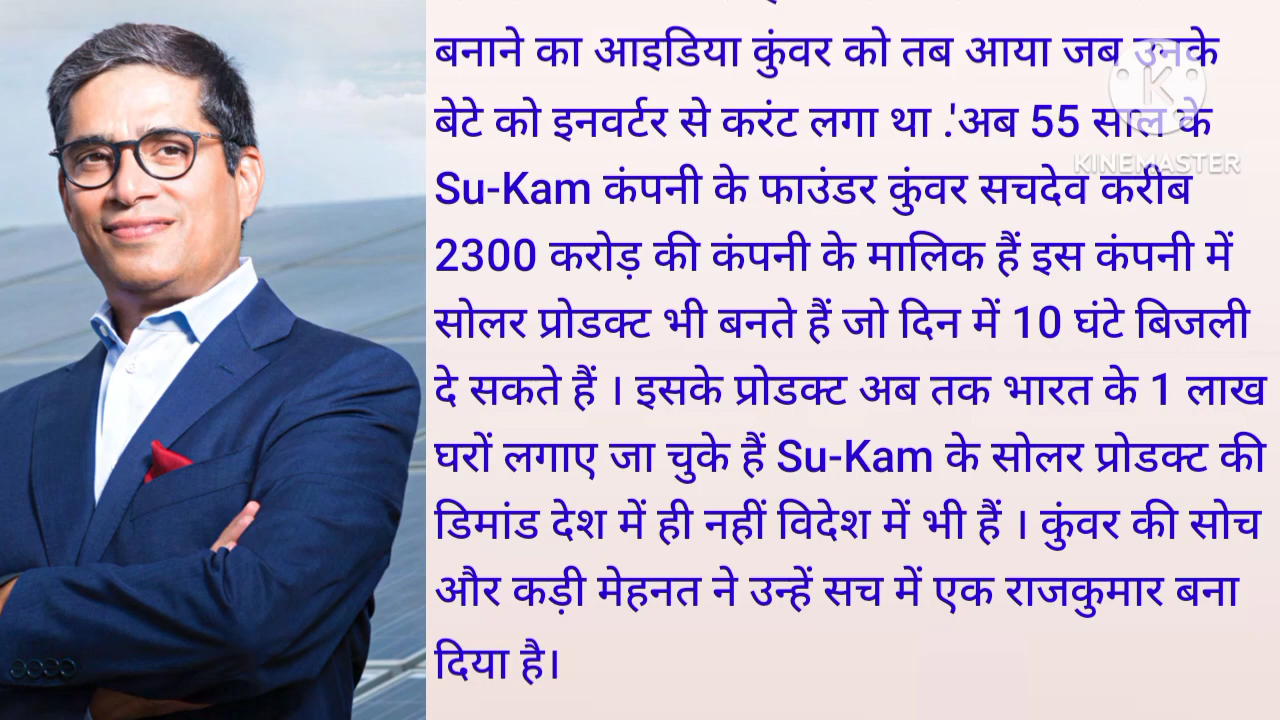 बनाने का आइडिया कुंवर को तब आया जब उनके
बेटे को इनवर्टर से करंट लगा था .'अब 55 साल के
Su-Kam कंपनी के फाउंडर कुंवर सचदेव करीब
2300 करोड़ की कंपनी के मालिक हैं इस कंपनी में
सोलर प्रोडक्ट भी बनते हैं जो दिन में 10 घंटे बिजली
दे सकते हैं । इसके प्रोडक्ट अब तक भारत के 1 लाख
घरों लगाए जा चुके हैं Su-Kam के सोलर प्रोडक्ट की
डिमांड देश में ही नहीं विदेश में भी हैं । कुंवर की सोच
और कड़ी मेहनत ने उन्हें सच में एक राजकुमार बना
दिया है।
K
KINEMASTER